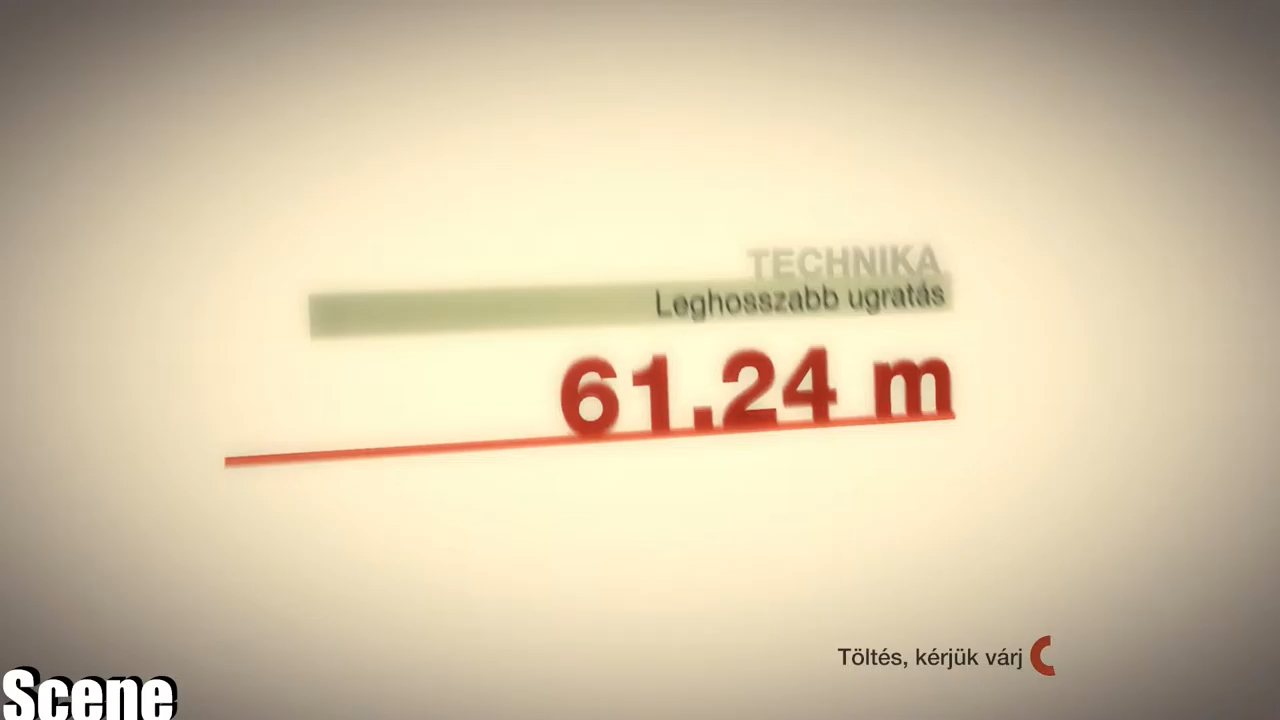 TECHNIKA
Leghosszabb ugratás
61.24 m
Töltés, kérjük várj
Scene